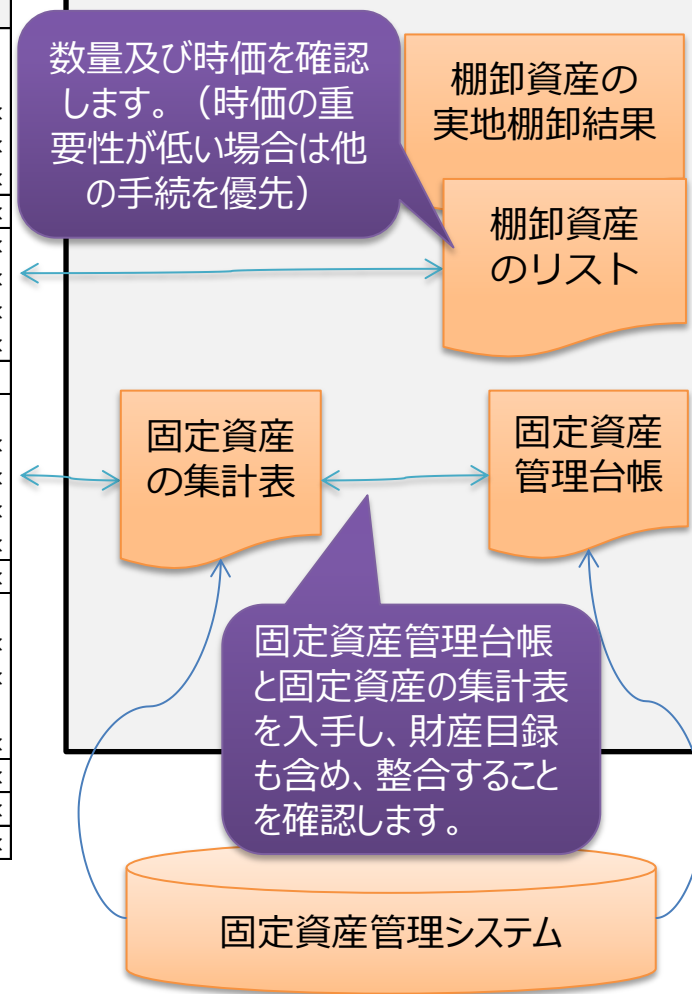 数量及び時価を確認
します。（時価の重
要性が低い場合は他
の手続を優先）
棚卸資産の
実地棚卸結果
棚卸資産
のリスト
固定資産
の集計表
固定資産
管理台帳
固定資産管理台帳
と固定資産の集計表
を入手し、財産目録
も含め、整合すること
を確認します。
固定資産管理システム